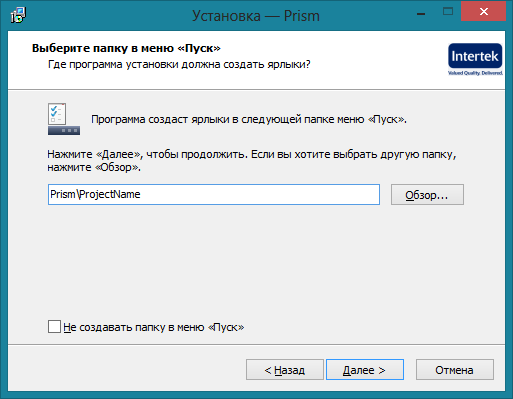 Установка — Prism
Выберите папку в меню «Пуск»
Где программа установки должна создать ярлыки?
Intertek
Valued Quality. Delivered.
Программа создаст ярлыки в следующей папке меню «Пуск».
Нажмите «Далее», чтобы продолжить. Если вы хотите выбрать другую папку,
нажмите «Обзор».
Prism\ProjectName
Обзор...
Не создавать папку в меню «Пуск»
< Назад
Далее >
Отмена